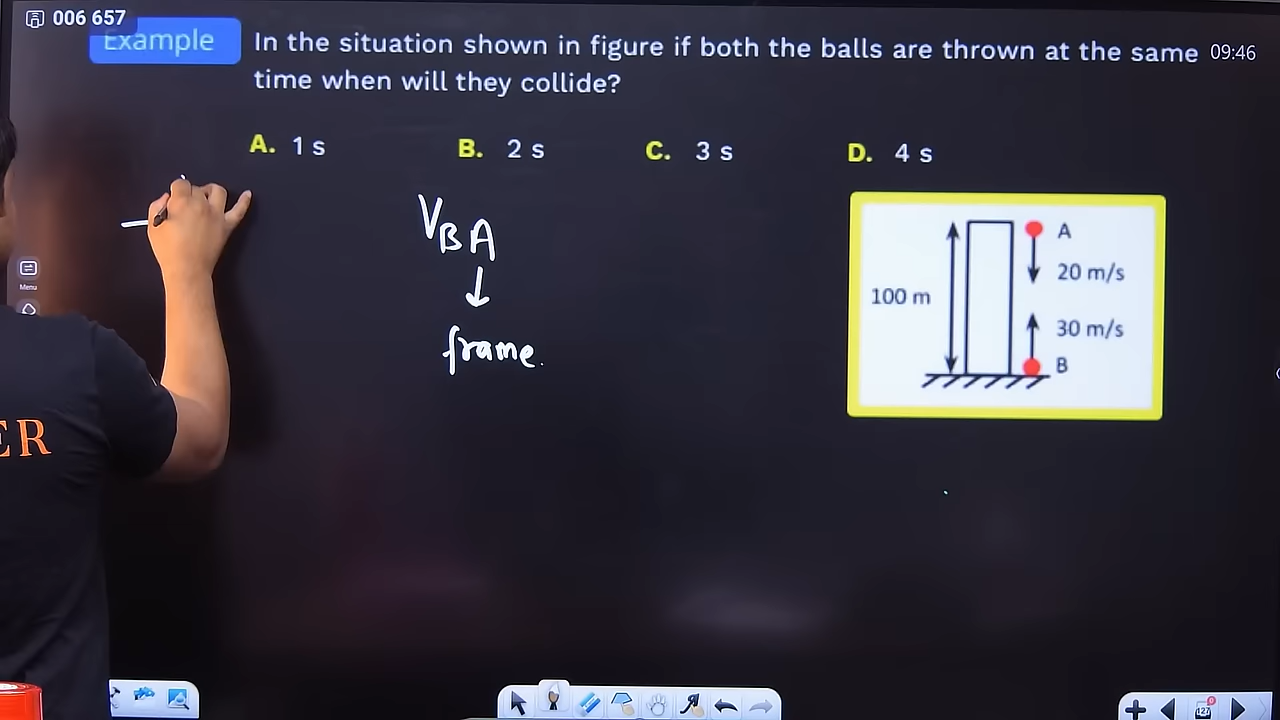 006 657
Example
In the situation shown in figure if both the balls are thrown at the same
09:46
time when will they collide?
A. 1 s
B. 2 s
C. 3 s
D. 4 s
VBA
frame.
A
20 m/s
100 m
30 m/s
B
Menu
ER
127